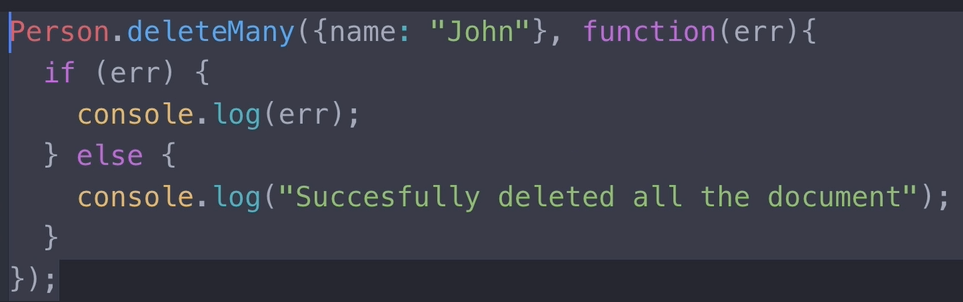 Person.deleteMany({name: "John"}, function(err){
  if (err) {
    console.log(err);
  } else {
    console.log("Succesfully deleted all the document");
  }
});